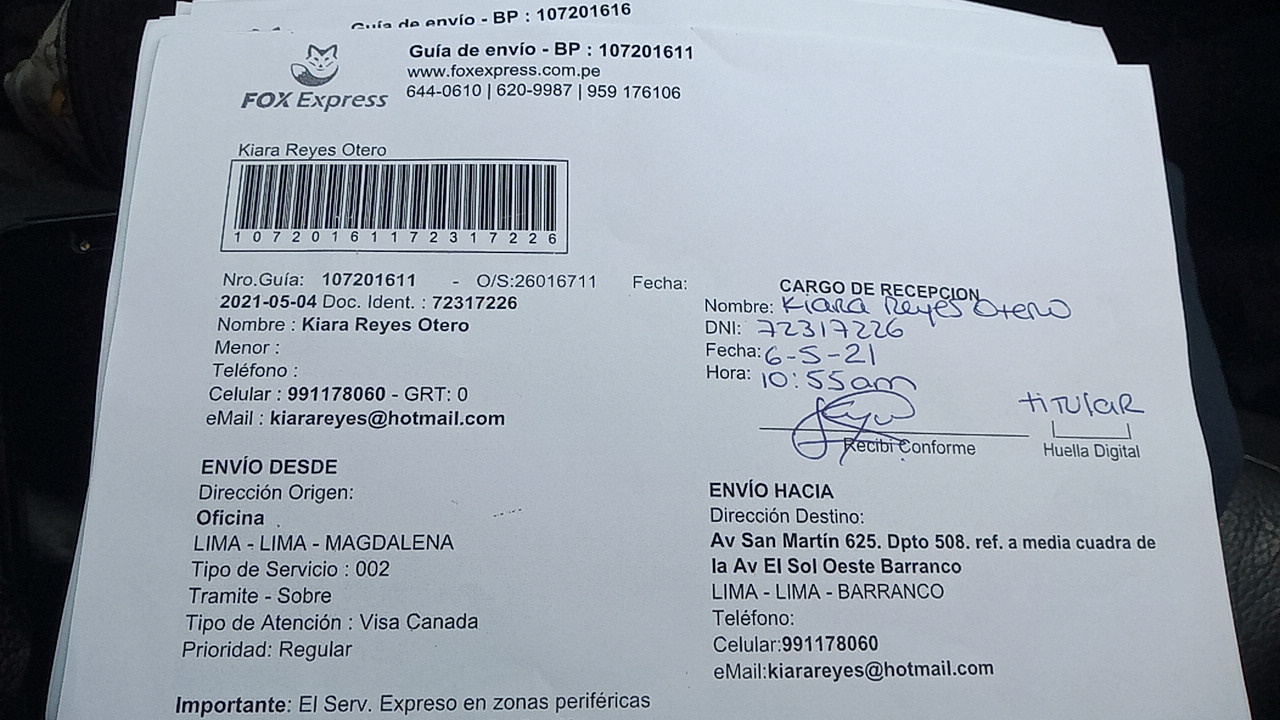 Guía de envío - BP : 107201616
Guía de envío - BP : 107201611
www.foxexpress.com.pe
644-0610 | 620-9987 | 959 176106
FOX Express
Kiara Reyes Otero
10720161172317226
Nro.Guía: 107201611 - O/S:26016711 Fecha:
2021-05-04 Doc. Ident. : 72317226
Nombre : Kiara Reyes Otero
Menor :
Teléfono :
Celular : 991178060 - GRT: 0
eMail : kiarareyes@hotmail.com
CARGO DE RECEPCION
Nombre: Kiara Reyes Otero
DNI: 72317226
Fecha: 6-5-21
Hora: 10:55am
Recibi Conforme
TITULAR
Huella Digital
ENVÍO DESDE
Dirección Origen:
Oficina
LIMA - LIMA - MAGDALENA
Tipo de Servicio : 002
Tramite - Sobre
Tipo de Atención : Visa Canada
Prioridad: Regular
ENVÍO HACIA
Dirección Destino:
Av San Martín 625. Dpto 508. ref. a media cuadra de
la Av El Sol Oeste Barranco
LIMA - LIMA - BARRANCO
Teléfono:
Celular:991178060
eMail:kiarareyes@hotmail.com
Importante: El Serv. Expreso en zonas periféricas